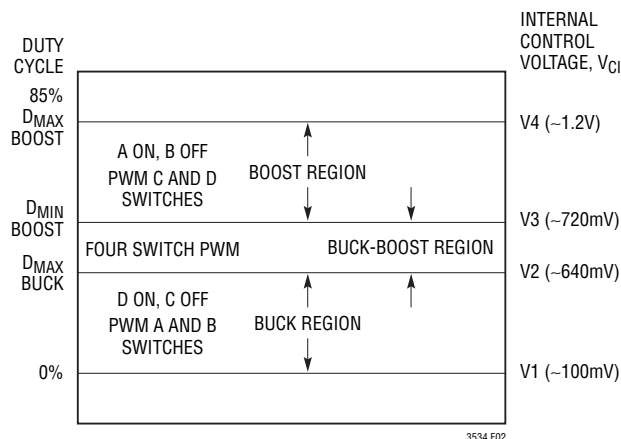 DUTY
CYCLE
INTERNAL
CONTROL
VOLTAGE, VCI
85%
DMAX
BOOST
V4 (~1.2V)
A ON, B OFF
PWM C AND D
SWITCHES
BOOST REGION
DMIN
BOOST
V3 (~720mV)
FOUR SWITCH PWM
BUCK-BOOST REGION
DMAX
BUCK
V2 (~640mV)
D ON, C OFF
PWM A AND B
SWITCHES
BUCK REGION
0%
V1 (~100mV)
3534 F02